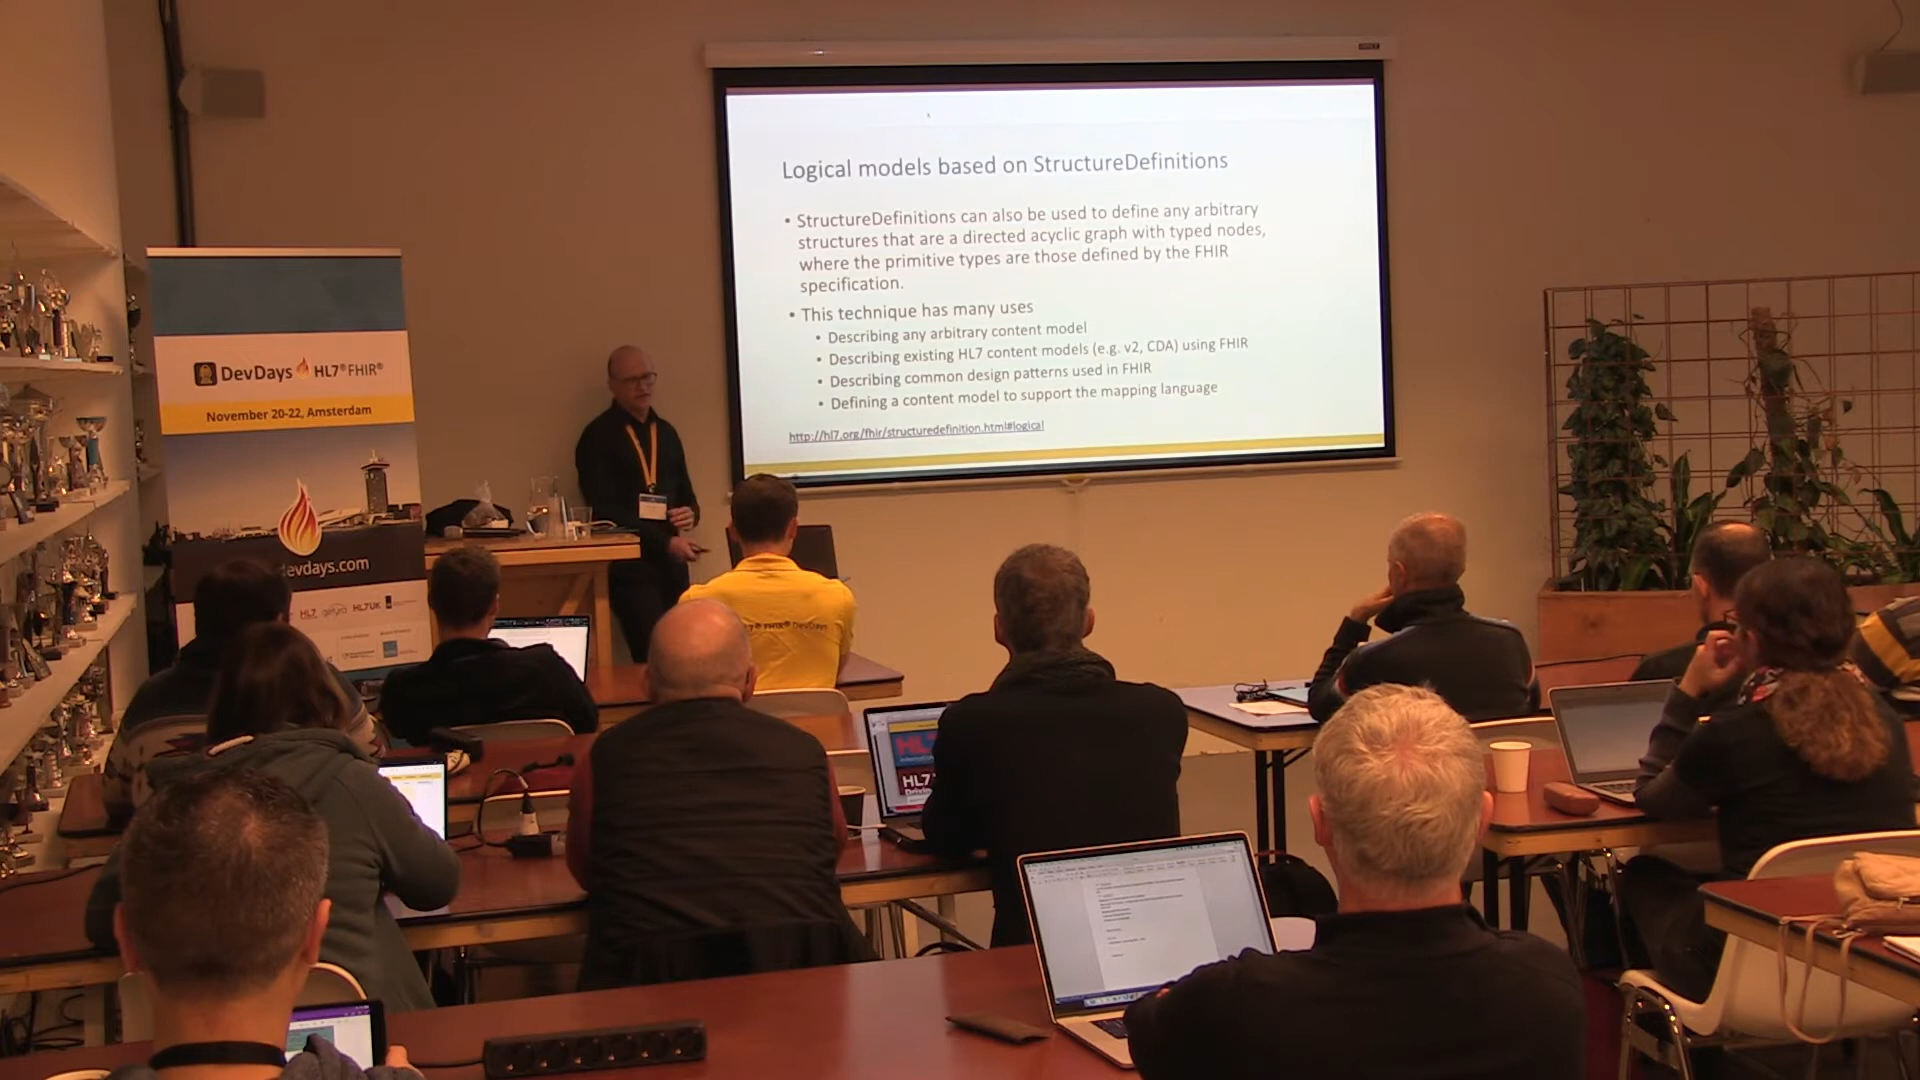 Logical models based on StructureDefinitions
• StructureDefinitions can also be used to define any arbitrary
structures that are a directed acyclic graph with typed nodes,
where the primitive types are those defined by the FHIR
specification.
• This technique has many uses
• Describing any arbitrary content model
• Describing existing HL7 content models (e.g. v2, CDA) using FHIR
• Describing common design patterns used in FHIR
• Defining a content model to support the mapping language
http://hl7.org/fhir/structuredefinition.html#logical
DevDays HL7® FHIR®
November 20-22, Amsterdam
devdays.com
HL7 HL7UK
FHIR® DevDays
HL7